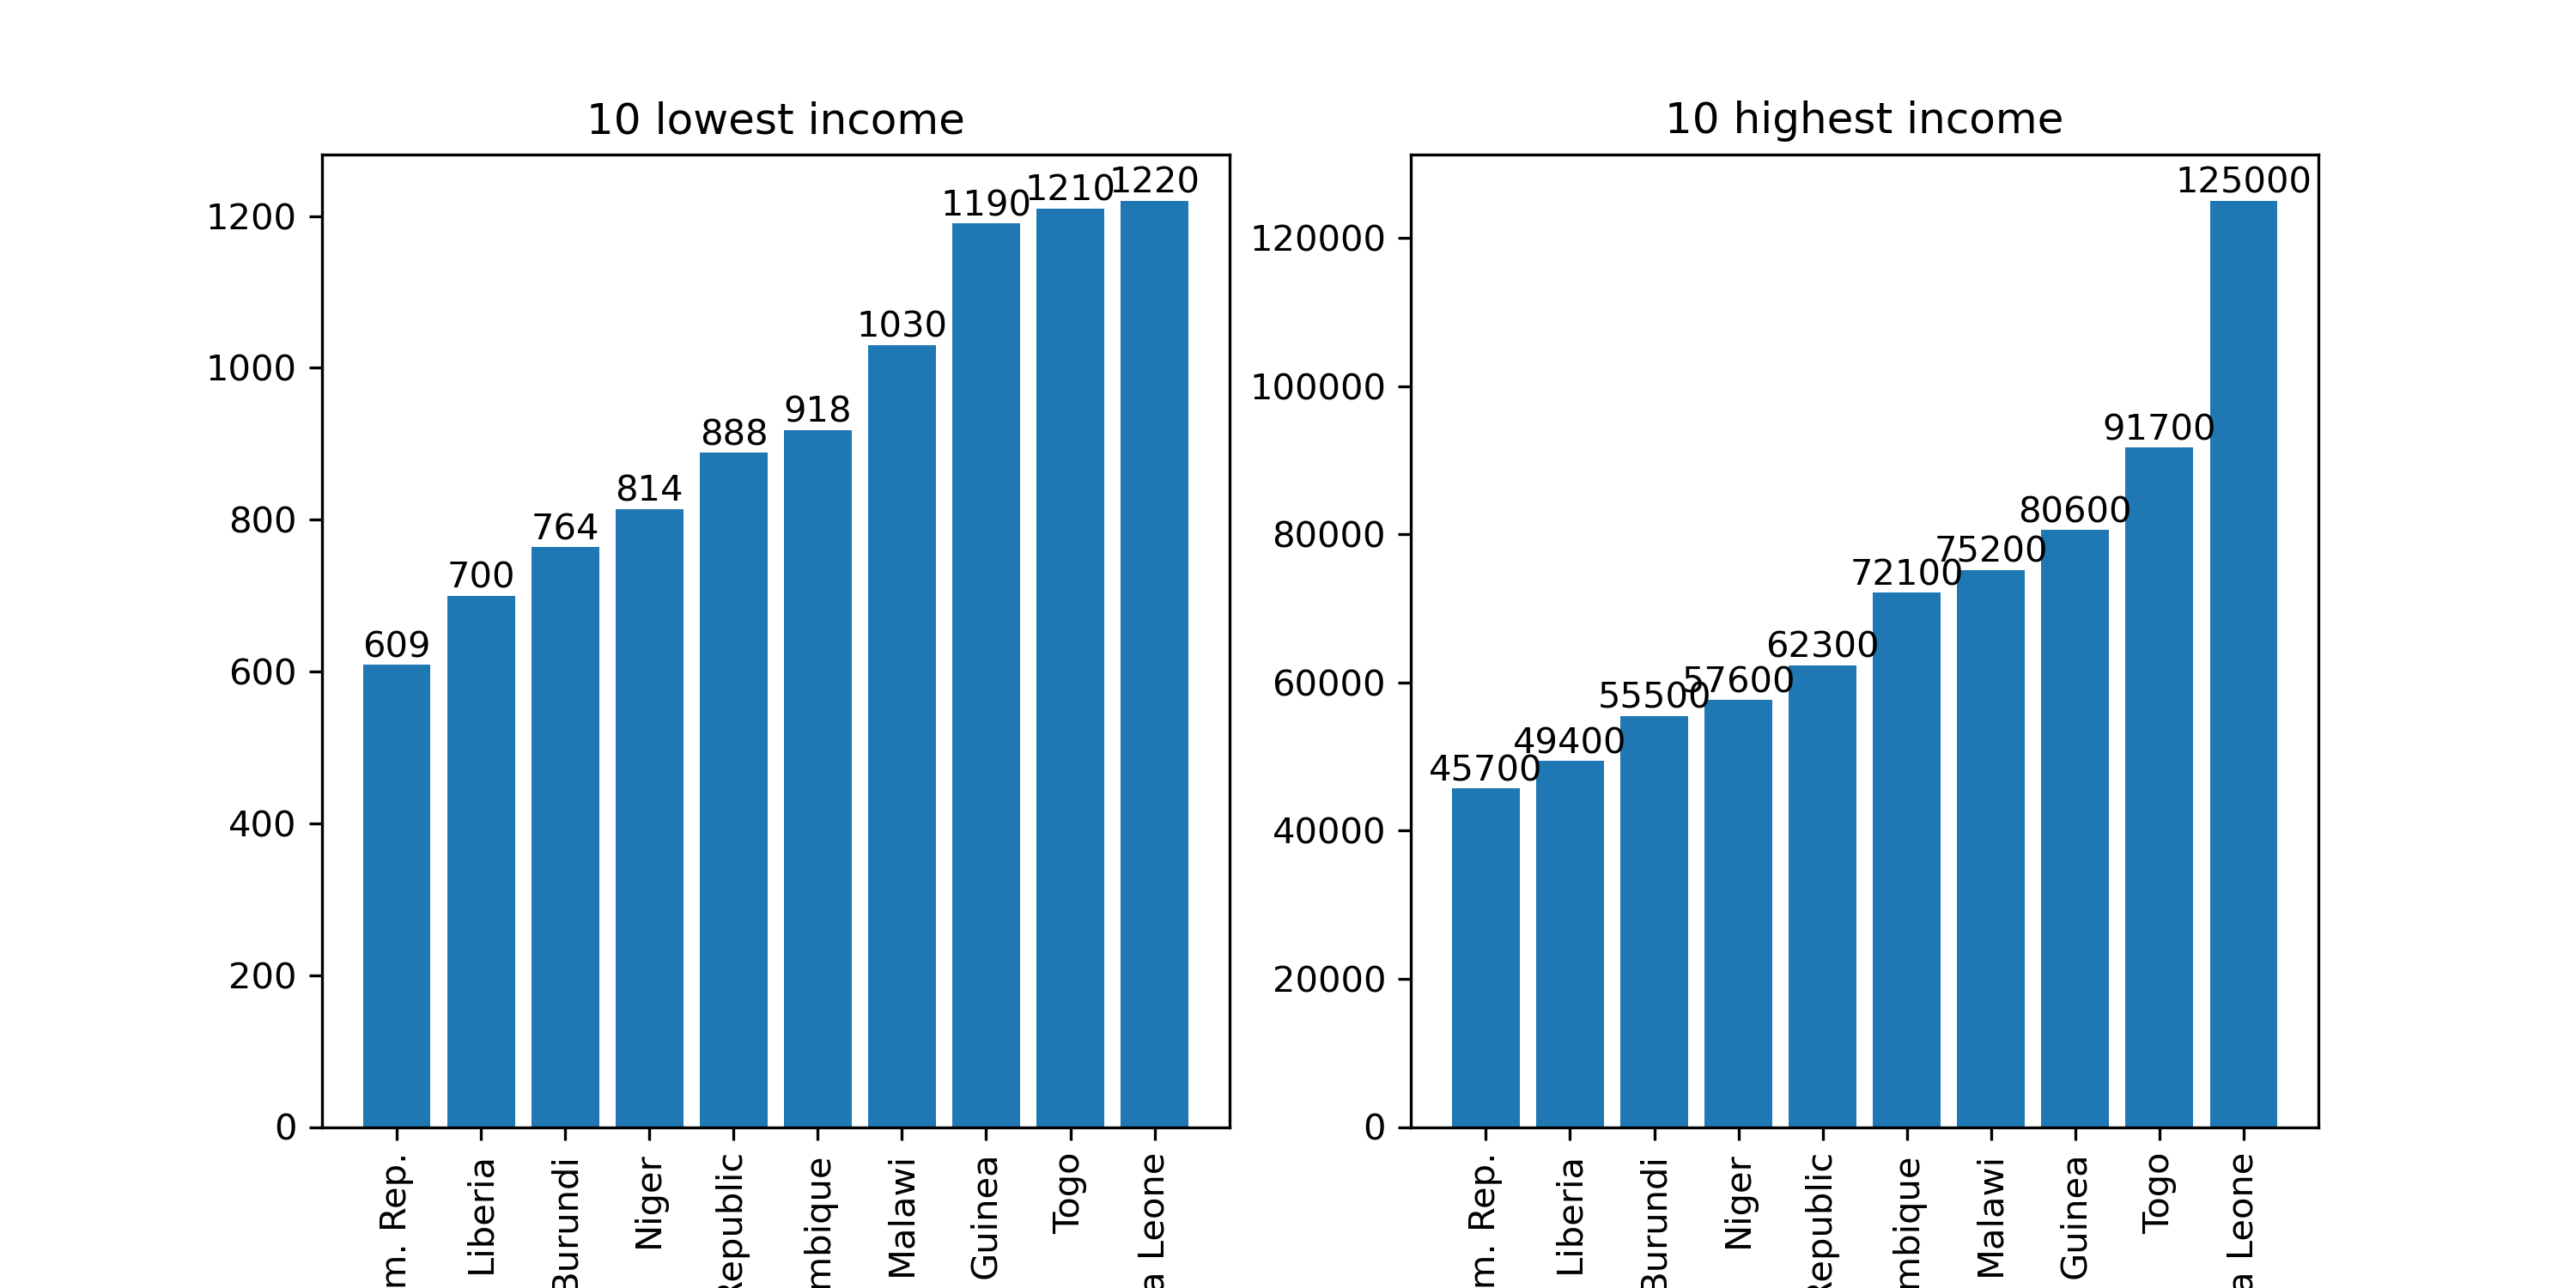 10 lowest income
1200
1000
800
600
400
200
0
609
700
764
814
888
918
1030
1190
1210
1220
m. Rep.
Liberia
Burundi
Niger
Republic
mbique
Malawi
Guinea
Togo
a Leone
10 highest income
120000
100000
80000
60000
40000
20000
0
45700
49400
55500
57600
62300
72100
75200
80600
91700
125000
m. Rep.
Liberia
Burundi
Niger
Republic
mbique
Malawi
Guinea
Togo
a Leone